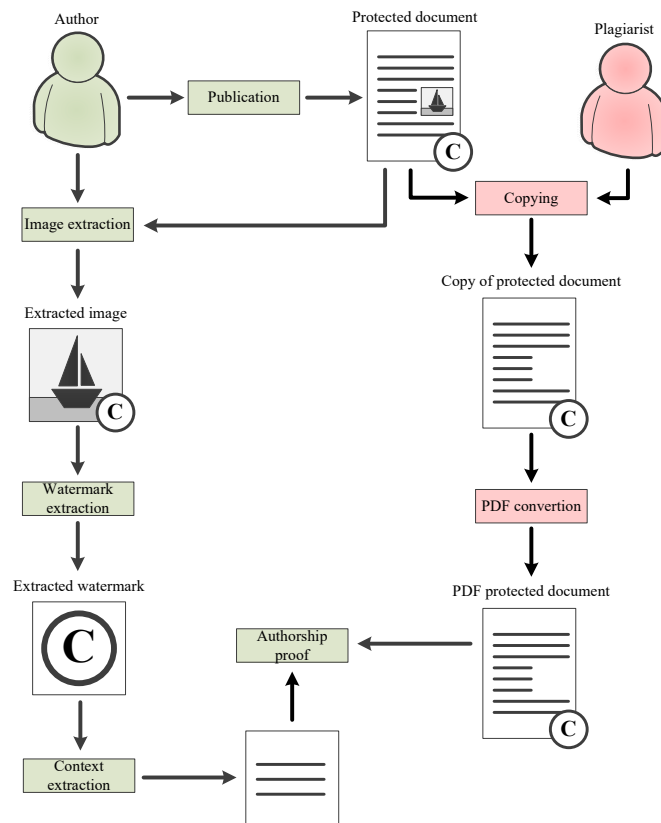 Author
Protected document
Plagiarist
Publication
C
Copying
Image extraction
Copy of protected document
Extracted image
C
C
Watermark
extraction
PDF convertion
Extracted watermark
PDF protected document
C
Authorship
proof
C
Context
extraction